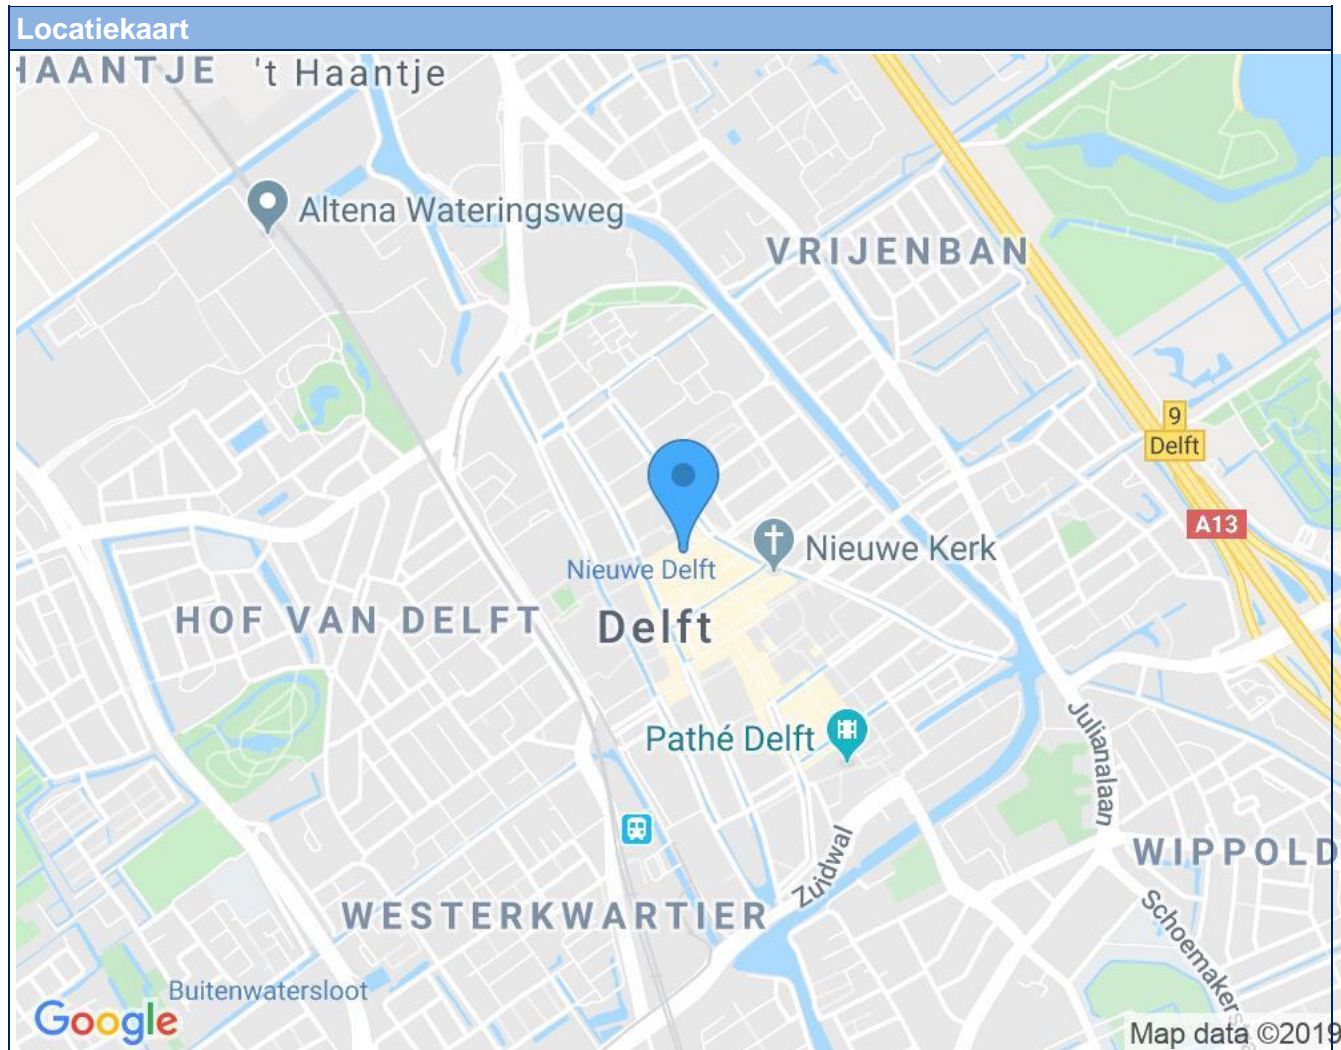 Locatiekaart
HAANTJE
't Haantje
Altena Wateringsweg
VRIJENBAN
9
Delft
A13
Nieuwe Kerk
Nieuwe Delft
HOF VAN DELFT
Delft
Pathé Delft
Julianalaan
Zuidwal
WIPPOLD
WESTERKWARTIER
Buitenwatersloot
Google
Map data ©2019